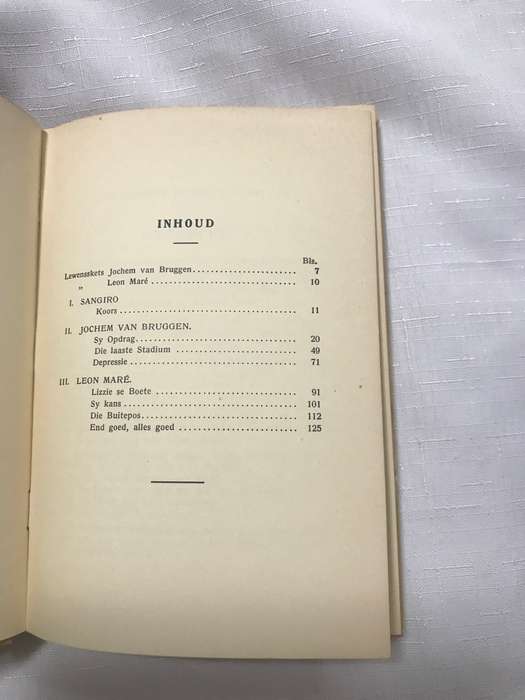 INHOUD
Bls.
Lewensskets Jochem van Bruggen ....................... 7
„ Leon Maré ....................... 10
I. SANGIRO
Koors ....................................... 11
II. JOCHEM VAN BRUGGEN.
Sy Opdrag ................................... 20
Die laaste Stadium ........................... 49
Depressie ................................... 71
III. LEON MARÉ.
Lizzie se Boete ............................... 91
Sy kans ...................................... 101
Die Buitepos .................................. 112
End goed, alles goed ........................... 125